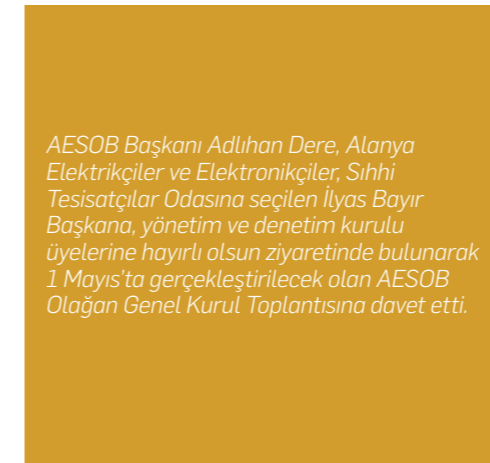 AESOB Başkanı Adlıhan Dere, Alanya
Elektrikçiler ve Elektronikçiler, Sıhhi
Tesisatçılar Odasına seçilen İlyas Bayır
Başkana, yönetim ve denetim kurulu
üyelerine hayırlı olsun ziyaretinde bulunarak
1 Mayıs'ta gerçekleştirilecek olan AESOB
Olağan Genel Kurul Toplantısına davet etti.